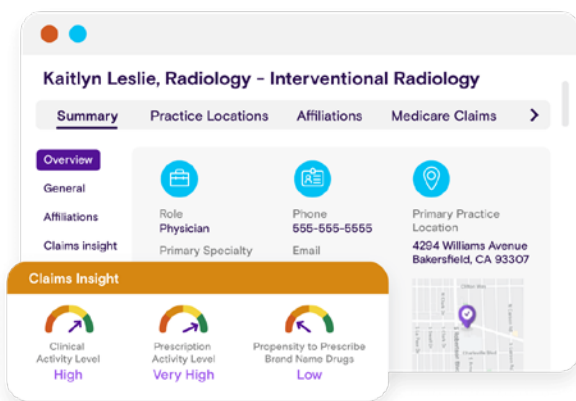 Kaitlyn Leslie, Radiology - Interventional Radiology
Summary Practice Locations Affiliations Medicare Claims >
Overview
General
Affiliations
Claims insight
Role
Physician
Primary Specialty
Phone
555-555-5555
Email
Primary Practice
Location
4294 Williams Avenue
Bakersfield, CA 93307
Claims Insight
Clinical
Activity Level
High
Prescription
Activity Level
Very High
Propensity to Prescribe
Brand Name Drugs
Low